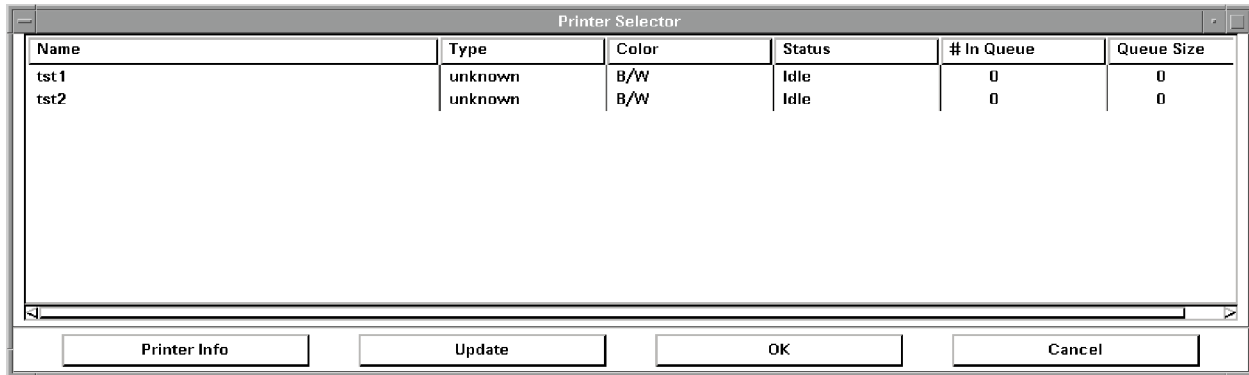 Printer Selector
Name Type Color Status # In Queue Queue Size
tst1 unknown B/W Idle 0 0
tst2 unknown B/W Idle 0 0
Printer Info Update OK Cancel